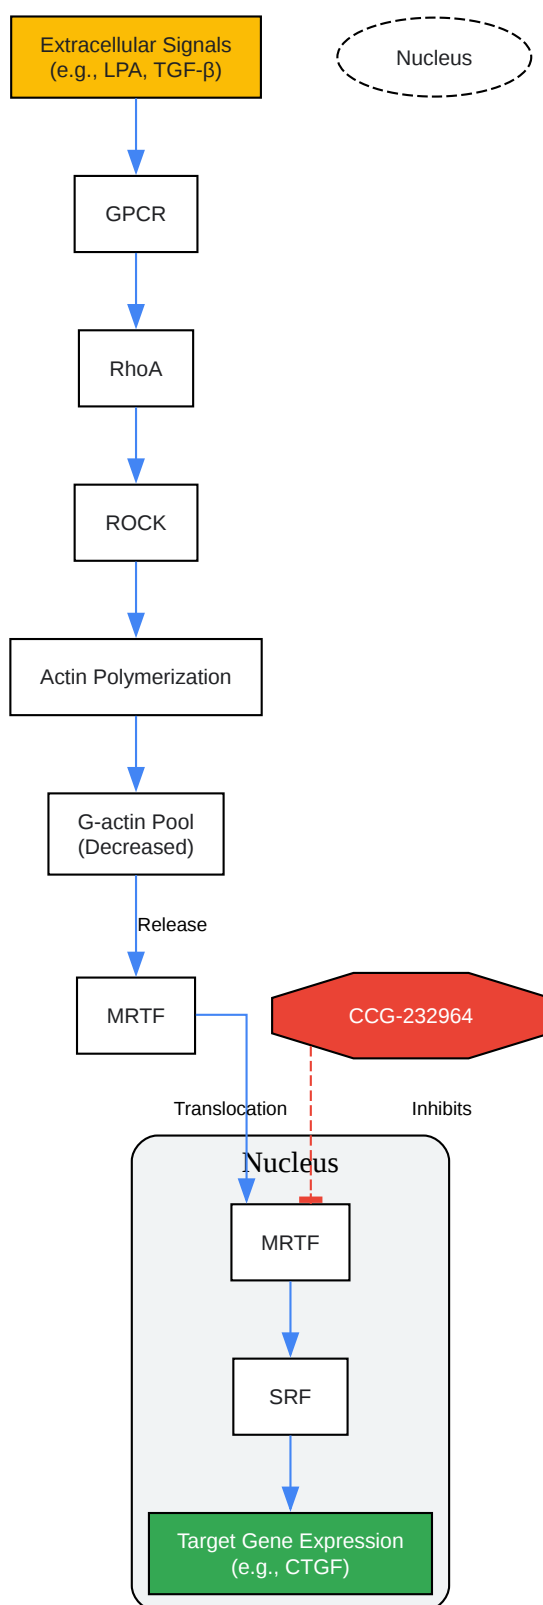 Extracellular Signals
(e.g., LPA, TGF-β)
Nucleus
GPCR
RhoA
ROCK
Actin Polymerization
G-actin Pool
(Decreased)
Release
MRTF
CCG-232964
Translocation
Inhibits
Nucleus
MRTF
SRF
Target Gene Expression
(e.g., CTGF)